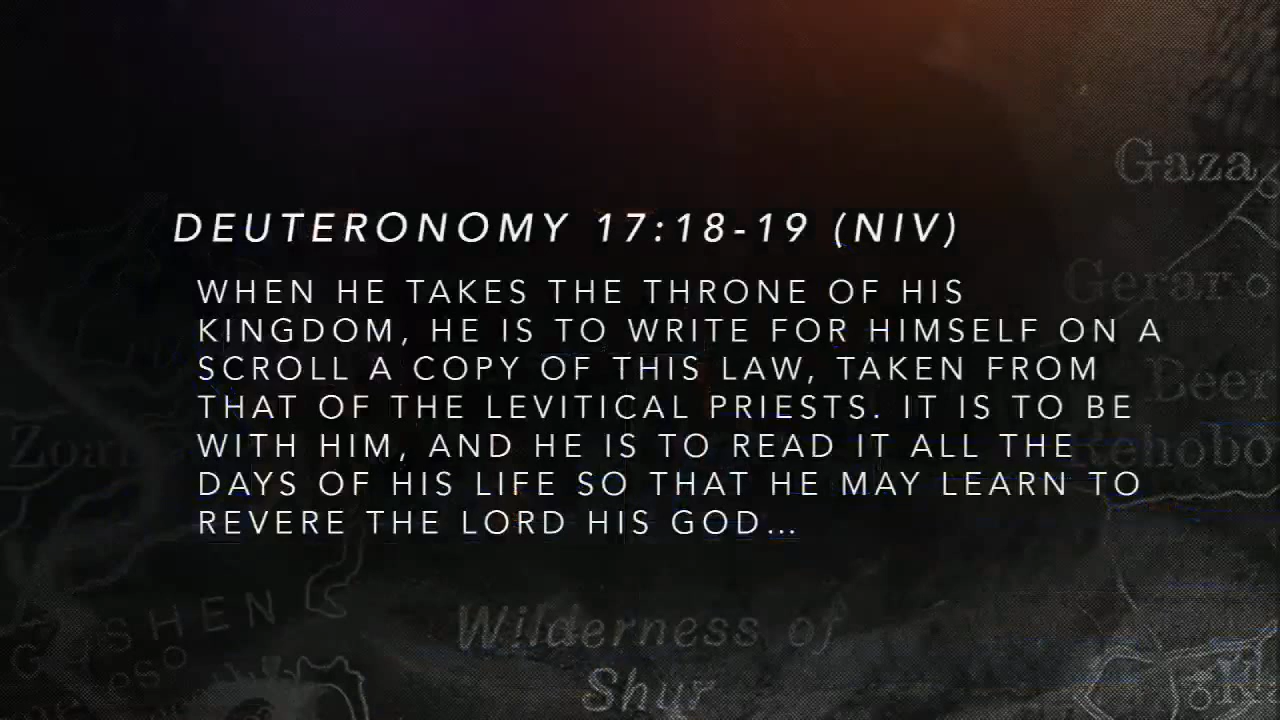 Gaza
DEUTERONOMY 17:18-19 (NIV)
Gerar
WHEN HE TAKES THE THRONE OF HIS
KINGDOM, HE IS TO WRITE FOR HIMSELF ON A
SCROLL A COPY OF THIS LAW, TAKEN FROM
Beer
THAT OF THE LEVITICAL PRIESTS. IT IS TO BE
WITH HIM, AND HE IS TO READ IT ALL THE
Zoan
Rehobo
DAYS OF HIS LIFE SO THAT HE MAY LEARN TO
REVERE THE LORD HIS GOD...
Wilderness of
Shur